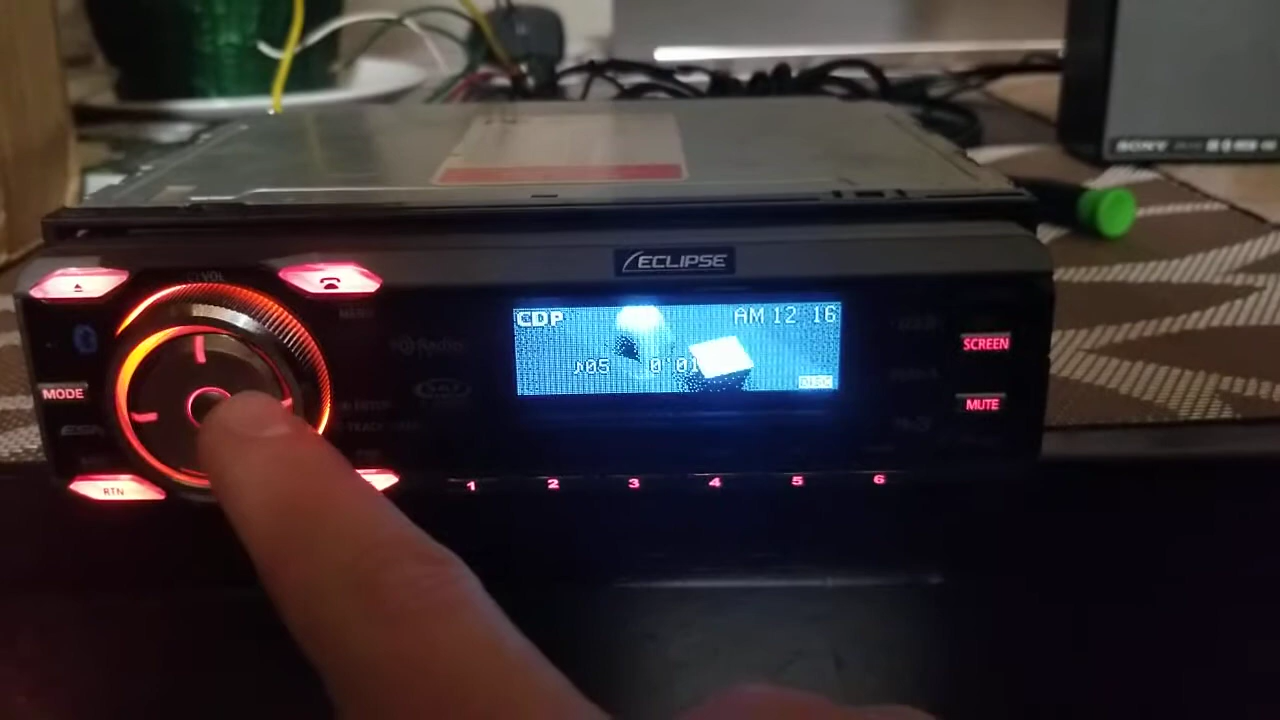 SONY
ECLIPSE
VOL
CDP
AM 12 16
♪05 0'01
DISC
MODE
RTN
SCREEN
MUTE
1 2 3 4 5 6